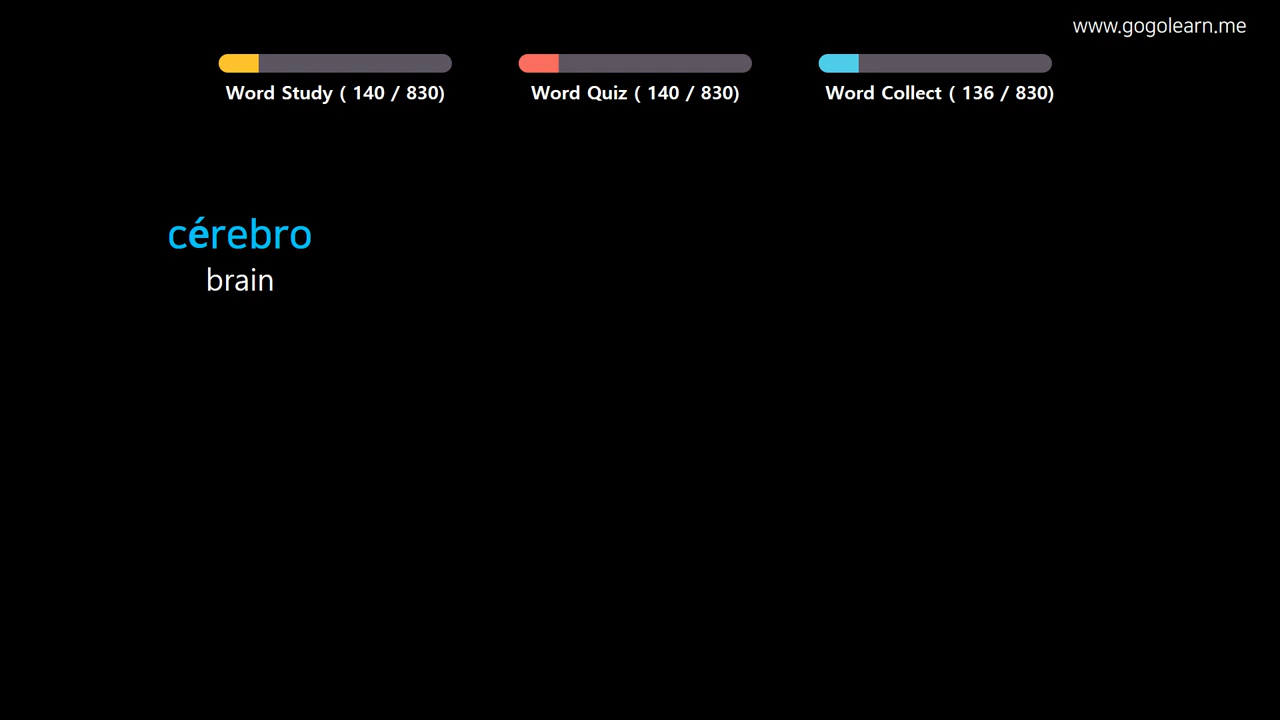 www.gogolearn.me
Word Study ( 140 / 830)
Word Quiz ( 140 / 830)
Word Collect ( 136 / 830)
cérebro
brain